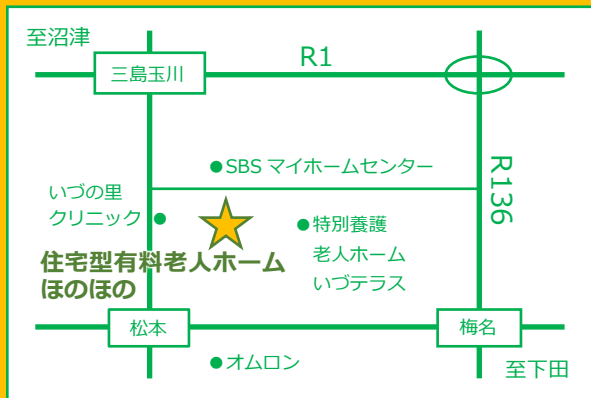 至沼津
R1
三島玉川
SBS マイホームセンター
R136
いづの里
クリニック
特別養護
老人ホーム
いづテラス
住宅型有料老人ホーム
ほのほの
松本
梅名
オムロン
至下田